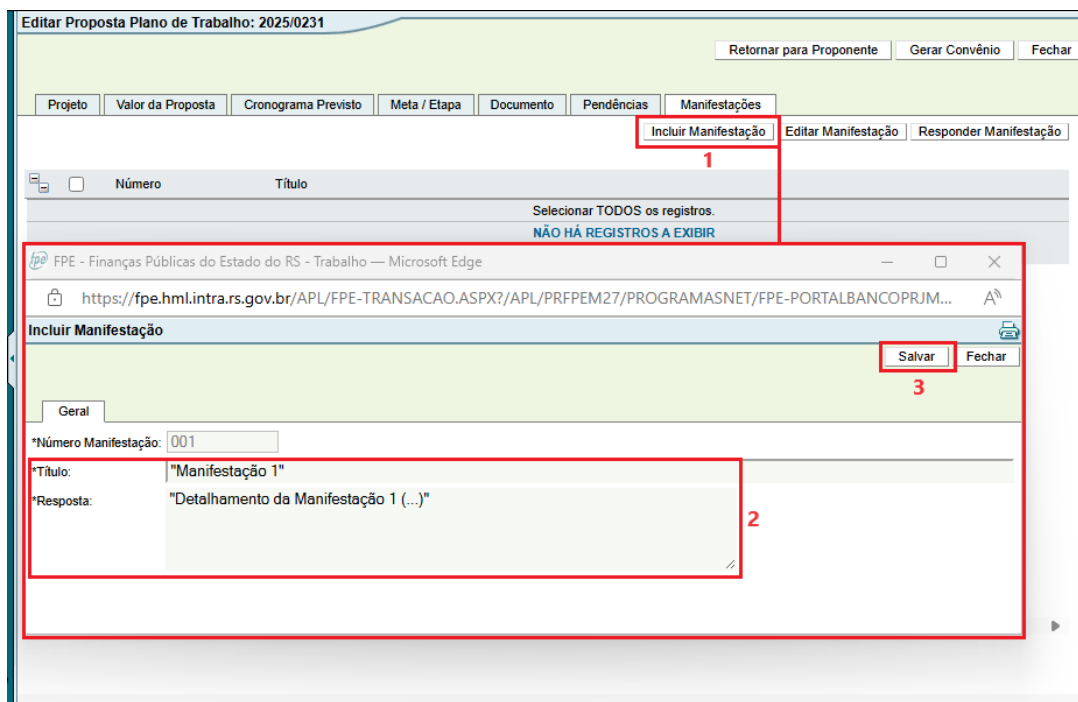 Editar Proposta Plano de Trabalho: 2025/0231
Retornar para Proponente Gerar Convênio Fechar
Projeto Valor da Proposta Cronograma Previsto Meta / Etapa Documento Pendências Manifestações
Incluir Manifestação Editar Manifestação Responder Manifestação
1
Número Título
Selecionar TODOS os registros.
NÃO HÁ REGISTROS A EXIBIR
fpe FPE - Finanças Públicas do Estado do RS - Trabalho — Microsoft Edge
https://fpe.hml.intra.rs.gov.br/APL/FPE-TRANSACAO.ASPX?/APL/PRFPEM27/PROGRAMASNET/FPE-PORTALBANCOPRJM...
Incluir Manifestação
Salvar Fechar
3
Geral
*Número Manifestação: 001
*Título: "Manifestação 1"
*Resposta: "Detalhamento da Manifestação 1 (...)"
2